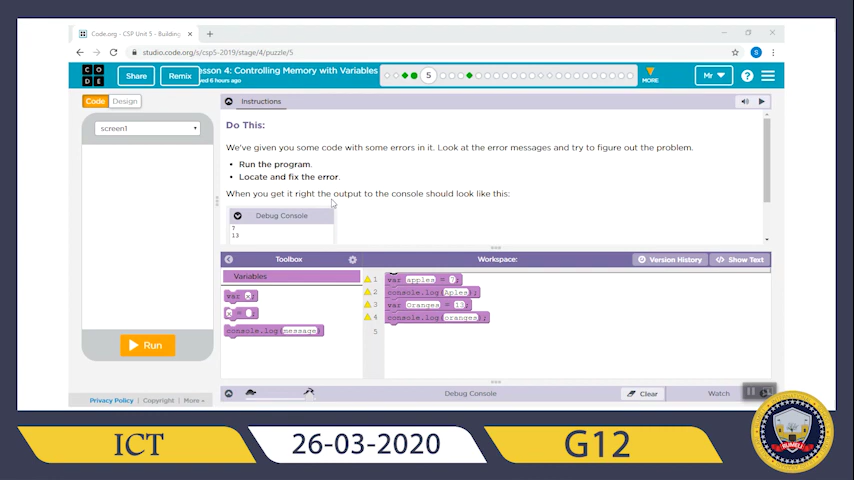 Code.org - CSP Unit 5 - Building
studio.code.org/s/csp5-2019/stage/4/puzzle/5
S
CODE
Share
Remix
esson 4: Controlling Memory with Variables
ed 6 hours ago
5
MORE
Mr
?
Code
Design
Instructions
screen1
Do This:
We've given you some code with some errors in it. Look at the error messages and try to figure out the problem.
• Run the program.
• Locate and fix the error.
When you get it right the output to the console should look like this:
Debug Console
7
13
Toolbox
Workspace:
Version History
</> Show Text
Variables
var x;
x = ;
console.log(message)
1 var apples = 7;
2 console.log(Aples);
3 var Oranges = 13;
4 console.log(oranges);
5
Run
Debug Console
Clear
Watch
Privacy Policy | Copyright | More
ICT
26-03-2020
G12